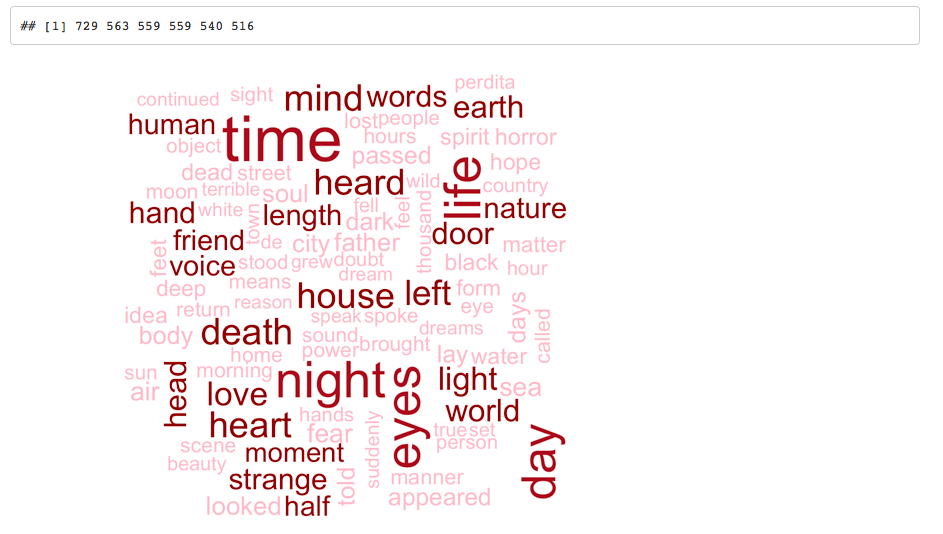 ## [1] 729 563 559 559 540 516
perdita
continued sight mind words earth
human time lost people
object hours spirit horror
dead street passed hope
moon terrible soul heard wild life country
hand white town length fell feel nature
friend de city father dark thousand door matter
feet voice stood grew doubt black hour
deep means dream form
idea return reason house left eye days
body death speak spoke dreams called
sound power brought
home lay water
sun morning night eyes light sea
air head love world
heart hands fear true set
scene moment suddenly person day
beauty strange told manner
looked half appeared